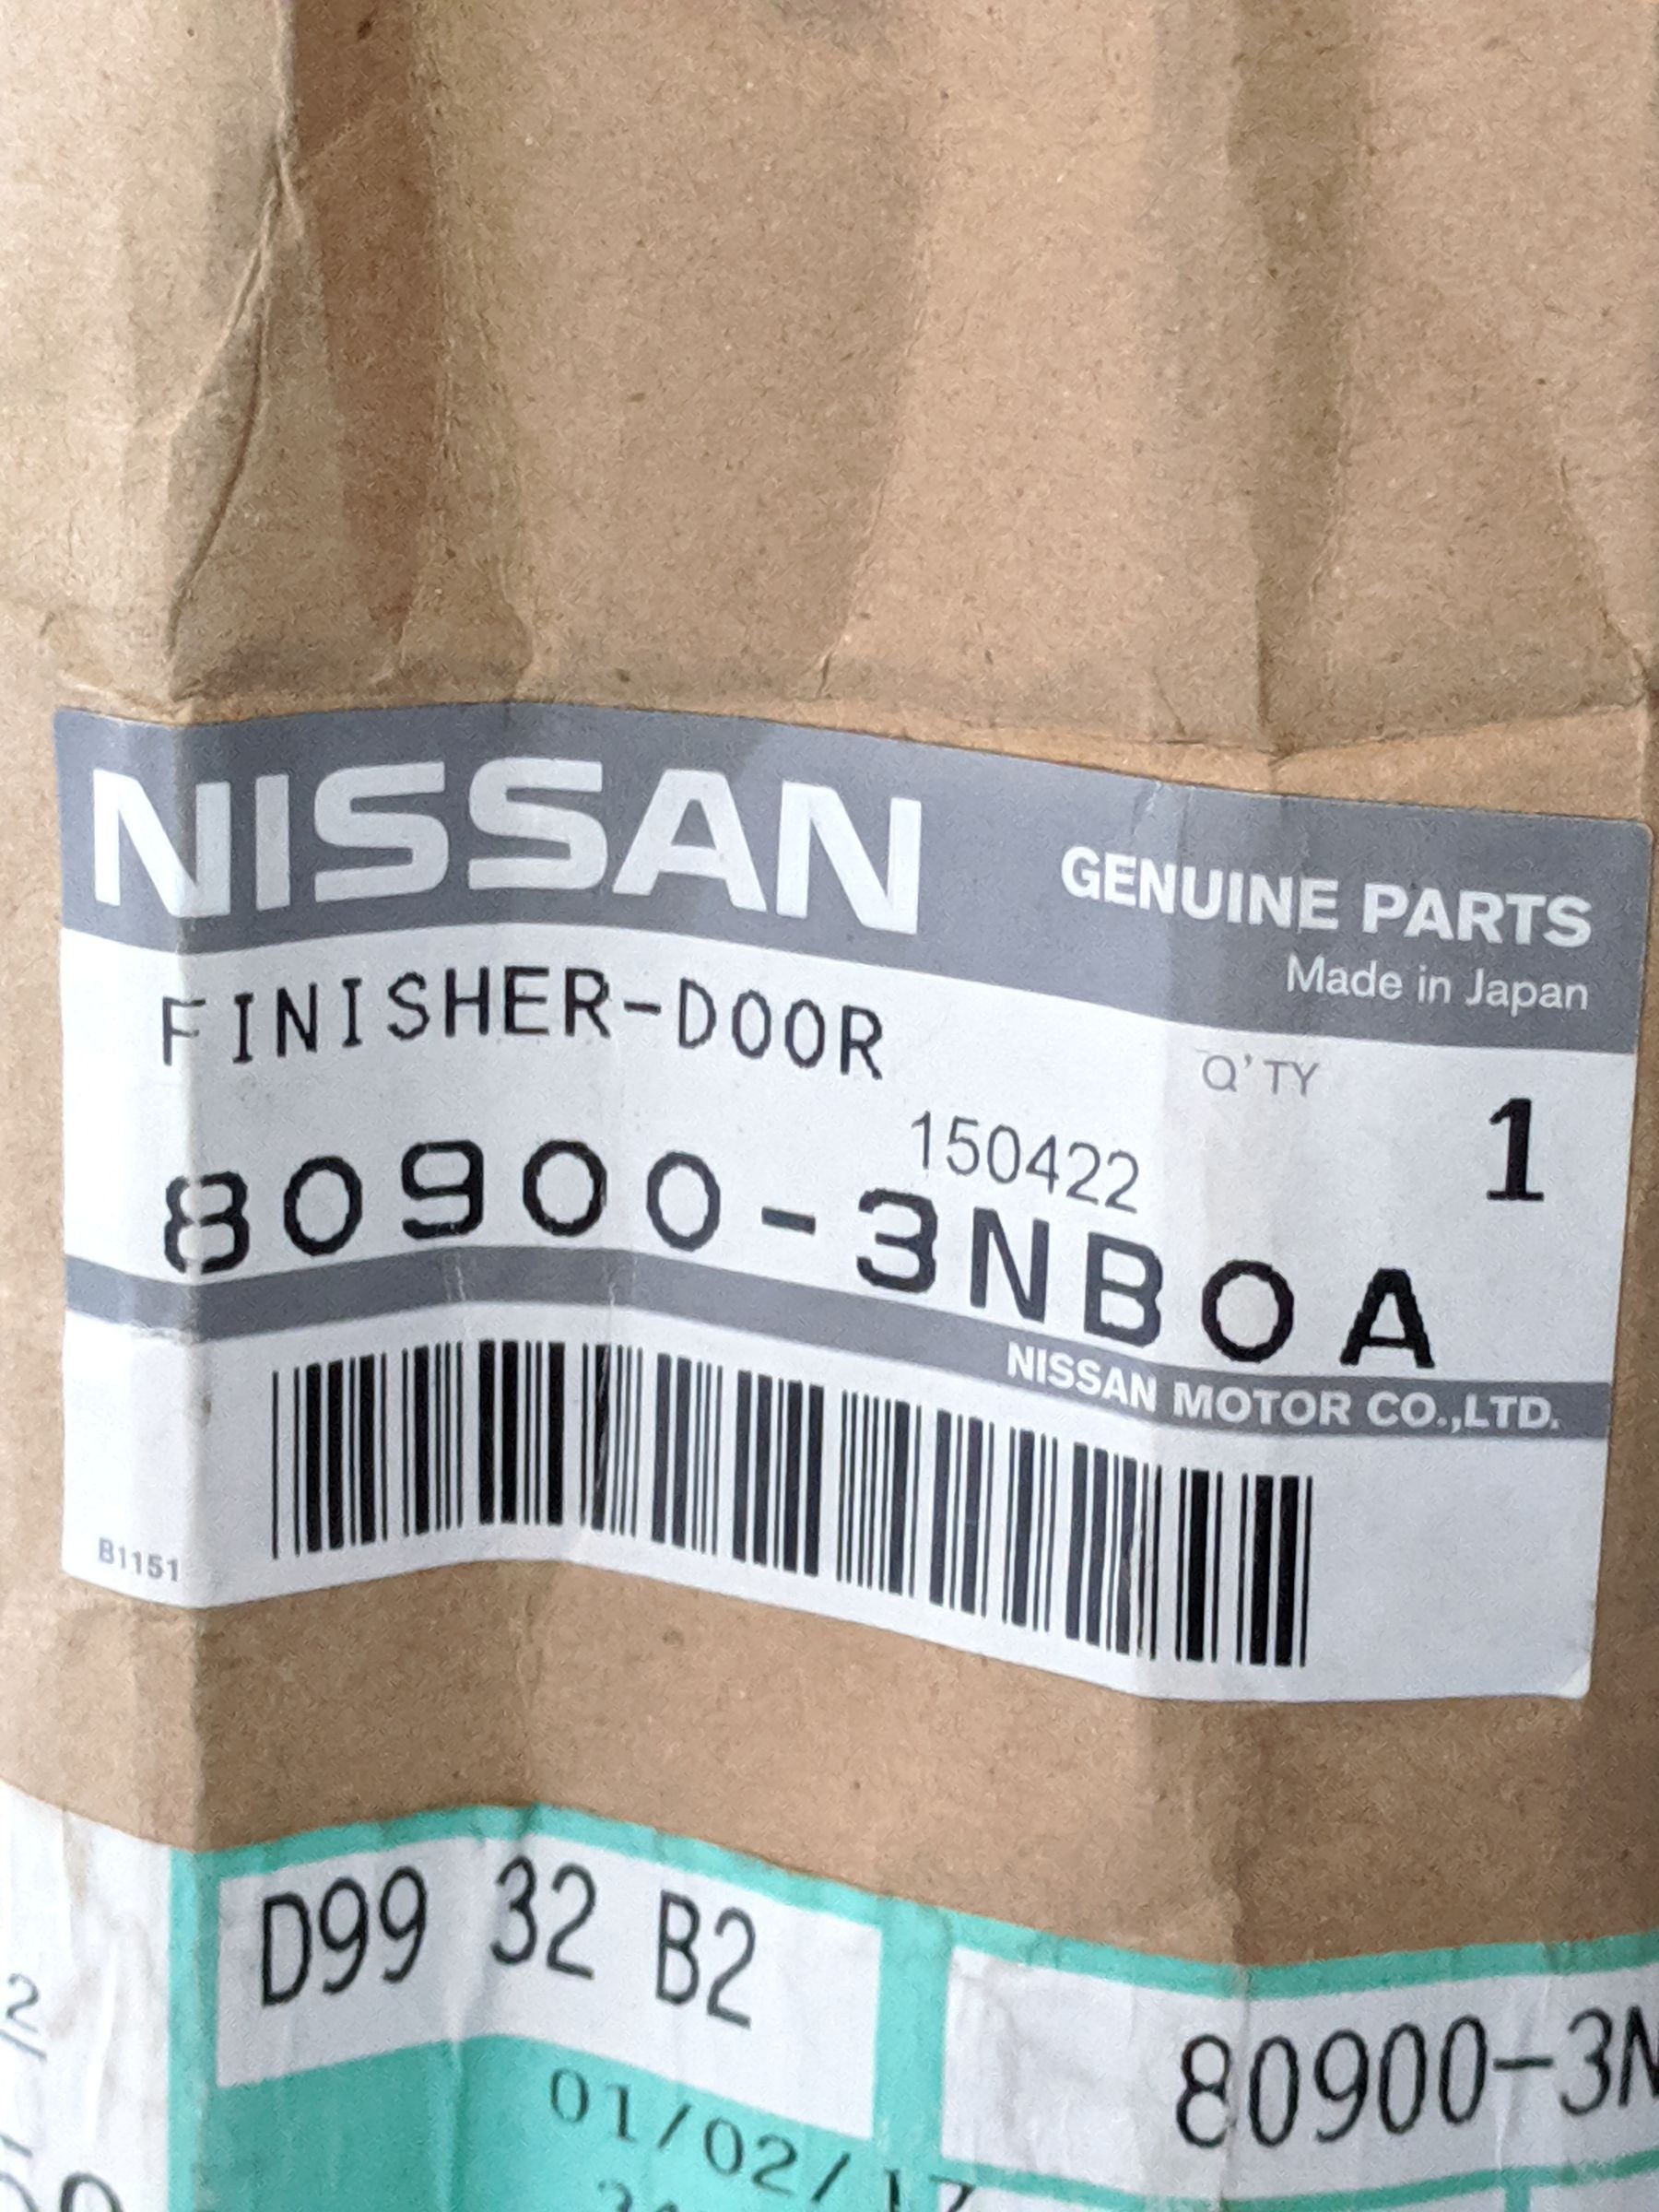 NISSAN
GENUINE PARTS
Made in Japan
FINISHER-DOOR
Q'TY
1
150422
80900-3NB0A
NISSAN MOTOR CO.,LTD.
B1151
D99 32 B2
80900-3N
01/02/17